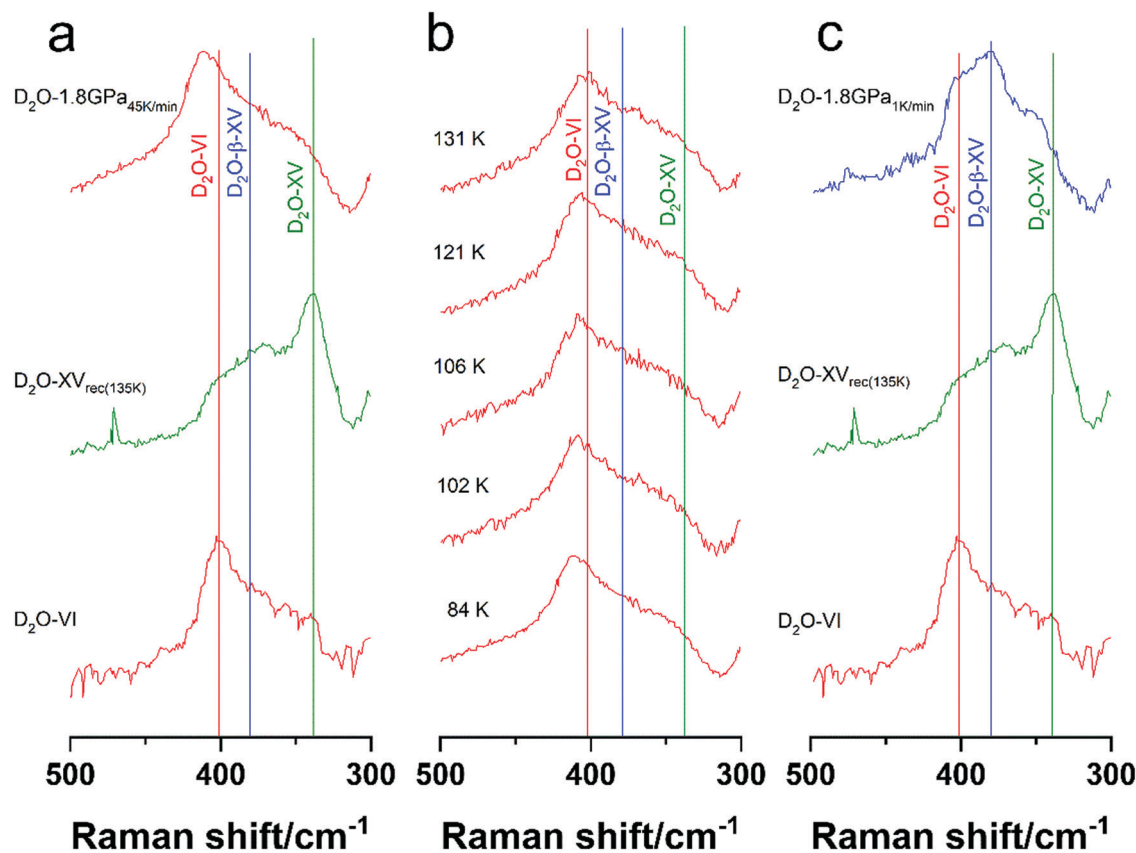 a
D₂O-1.8GPa₄₅K/min
D₂O-VI
D₂O-β-XV
D₂O-XV
D₂O-XVrec(135K)
D₂O-VI
500 400 300
Raman shift/cm⁻¹
b
131 K
D₂O-VI
D₂O-β-XV
D₂O-XV
121 K
106 K
102 K
84 K
500 400 300
Raman shift/cm⁻¹
c
D₂O-1.8GPa₁K/min
D₂O-VI
D₂O-β-XV
D₂O-XV
D₂O-XVrec(135K)
D₂O-VI
500 400 300
Raman shift/cm⁻¹